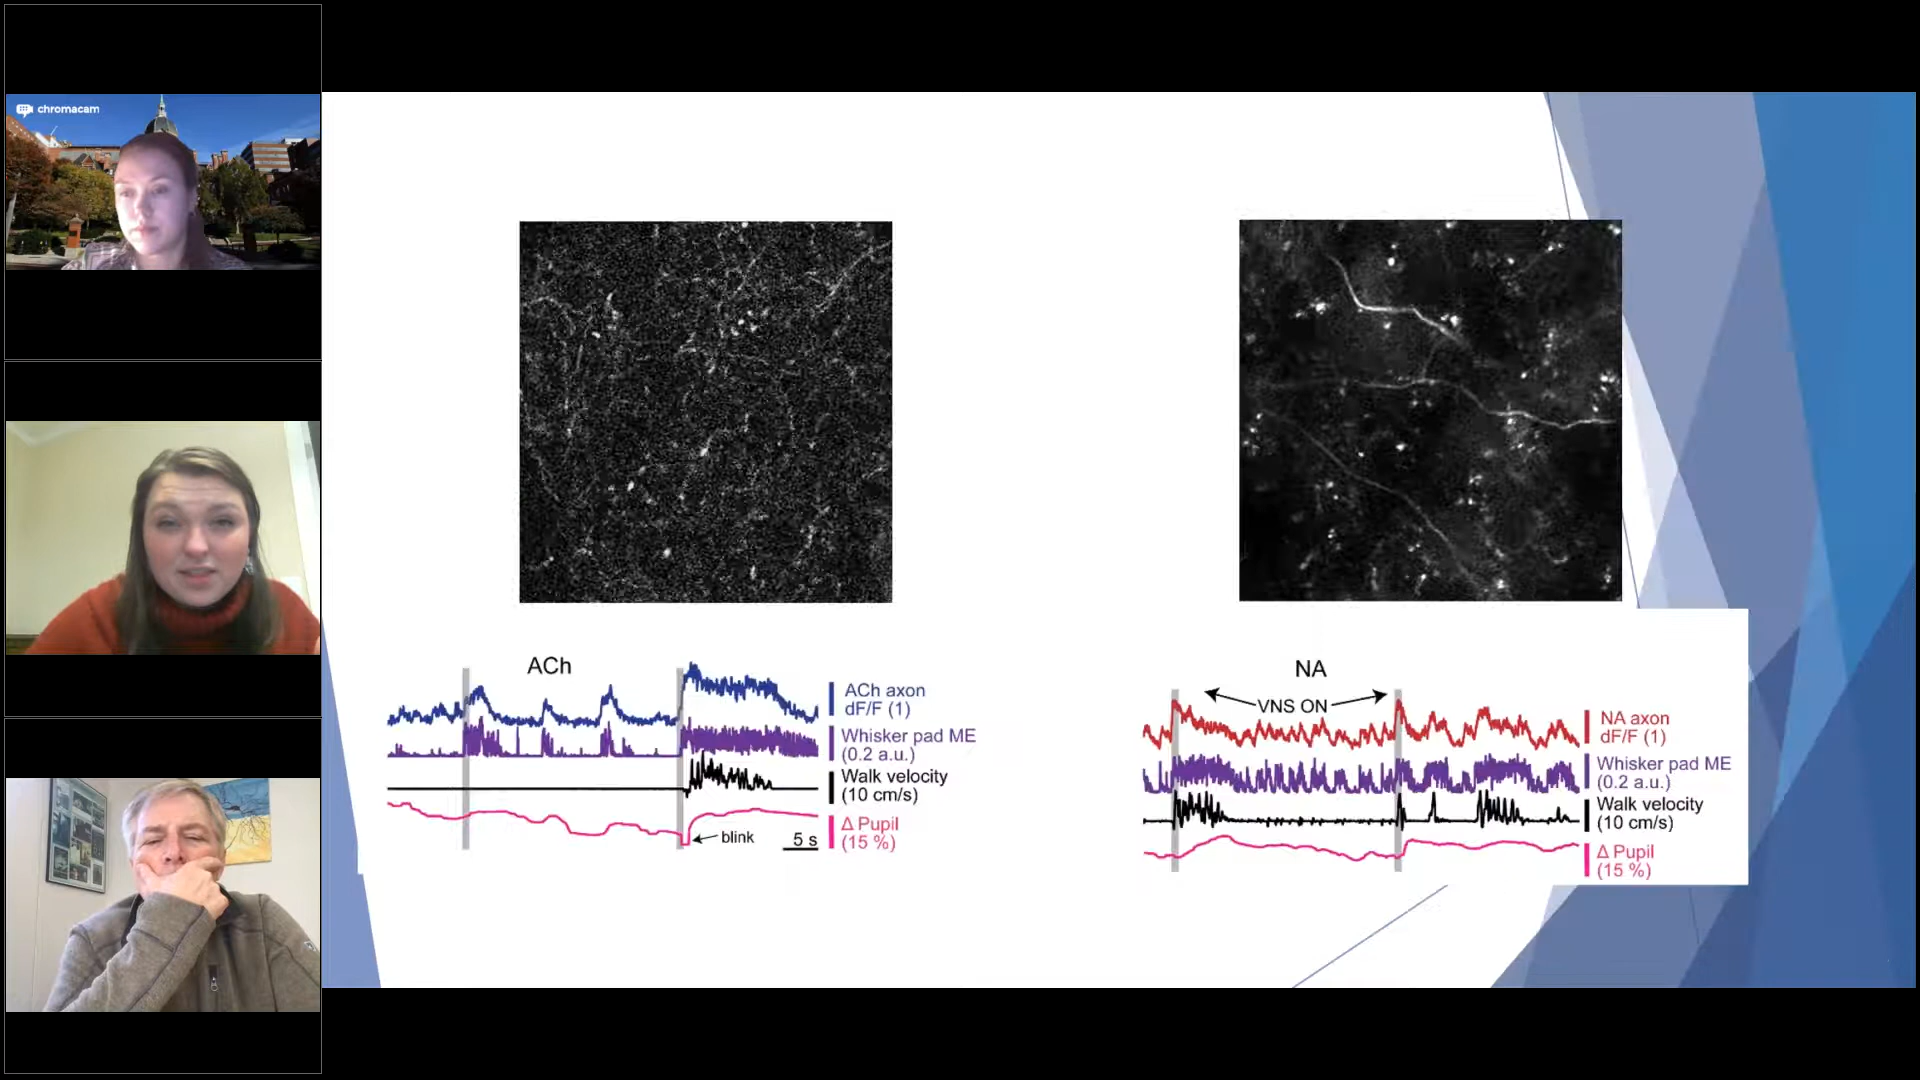 chromacam
ACh
ACh axon
dF/F (1)
Whisker pad ME
(0.2 a.u.)
Walk velocity
(10 cm/s)
Δ Pupil
(15 %)
blink
5 s
NA
VNS ON
NA axon
dF/F (1)
Whisker pad ME
(0.2 a.u.)
Walk velocity
(10 cm/s)
Δ Pupil
(15 %)